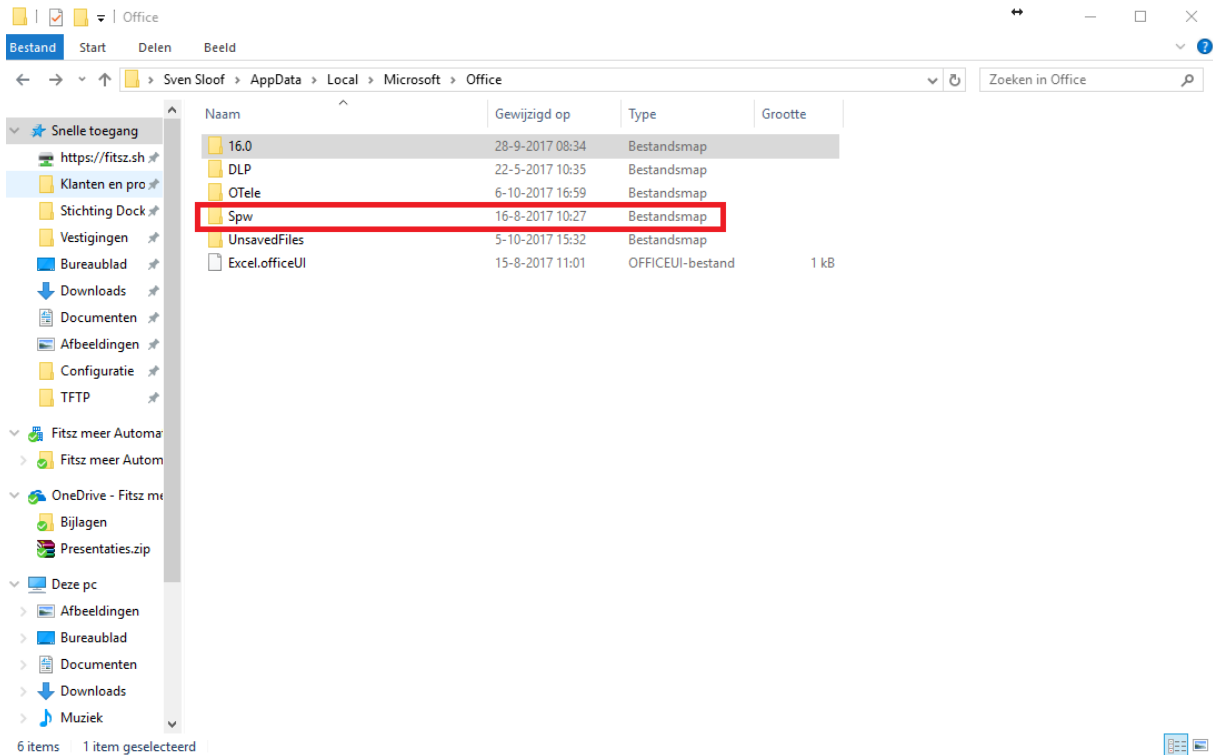 Office
Bestand Start Delen Beeld
Sven Sloof > AppData > Local > Microsoft > Office Zoeken in Office
Naam Gewijzigd op Type Grootte
16.0 28-9-2017 08:34 Bestandsmap
DLP 22-5-2017 10:35 Bestandsmap
OTele 6-10-2017 16:59 Bestandsmap
Spw 16-8-2017 10:27 Bestandsmap
UnsavedFiles 5-10-2017 15:32 Bestandsmap
Excel.officeUI 15-8-2017 11:01 OFFICEUI-bestand 1 kB
Snelle toegang
https://fitsz.sh
Klanten en pro
Stichting Dock
Vestigingen
Bureaublad
Downloads
Documenten
Afbeeldingen
Configuratie
TFTP
Fitsz meer Automa
Fitsz meer Autom
OneDrive - Fitsz me
Bijlagen
Presentaties.zip
Deze pc
Afbeeldingen
Bureaublad
Documenten
Downloads
Muziek
6 items 1 item geselecteerd